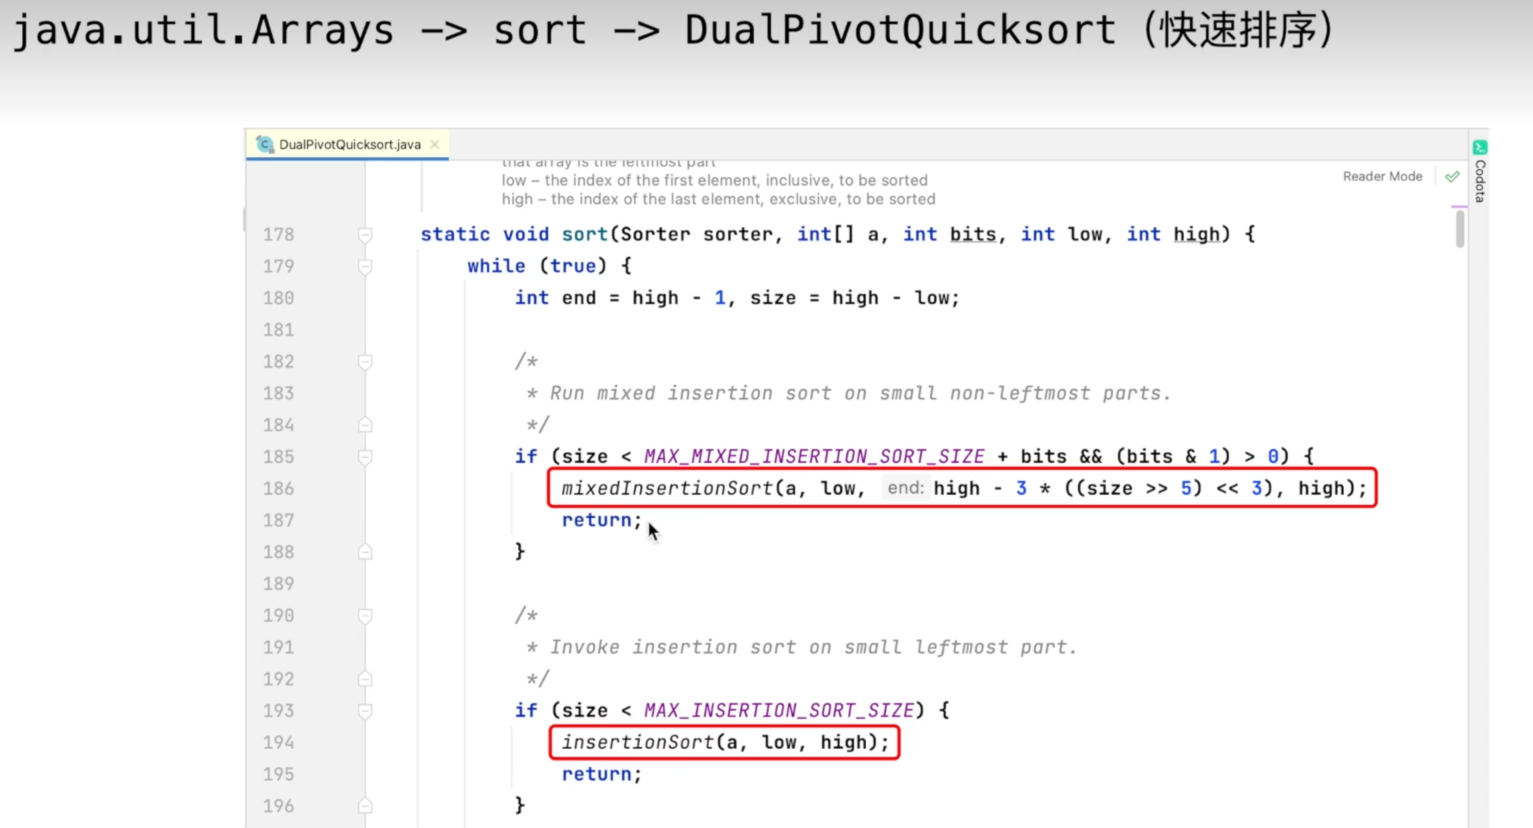 java.util.Arrays -> sort -> DualPivotQuicksort (快速排序)
DualPivotQuicksort.java
that array is the leftmost part
low – the index of the first element, inclusive, to be sorted
high – the index of the last element, exclusive, to be sorted
Reader Mode
Codota
178 static void sort(Sorter sorter, int[] a, int bits, int low, int high) {
179 while (true) {
180 int end = high - 1, size = high - low;
181
182 /*
183 * Run mixed insertion sort on small non-leftmost parts.
184 */
185 if (size < MAX_MIXED_INSERTION_SORT_SIZE + bits && (bits & 1) > 0) {
186 mixedInsertionSort(a, low, end: high - 3 * ((size >> 5) << 3), high);
187 return;
188 }
189
190 /*
191 * Invoke insertion sort on small leftmost part.
192 */
193 if (size < MAX_INSERTION_SORT_SIZE) {
194 insertionSort(a, low, high);
195 return;
196 }